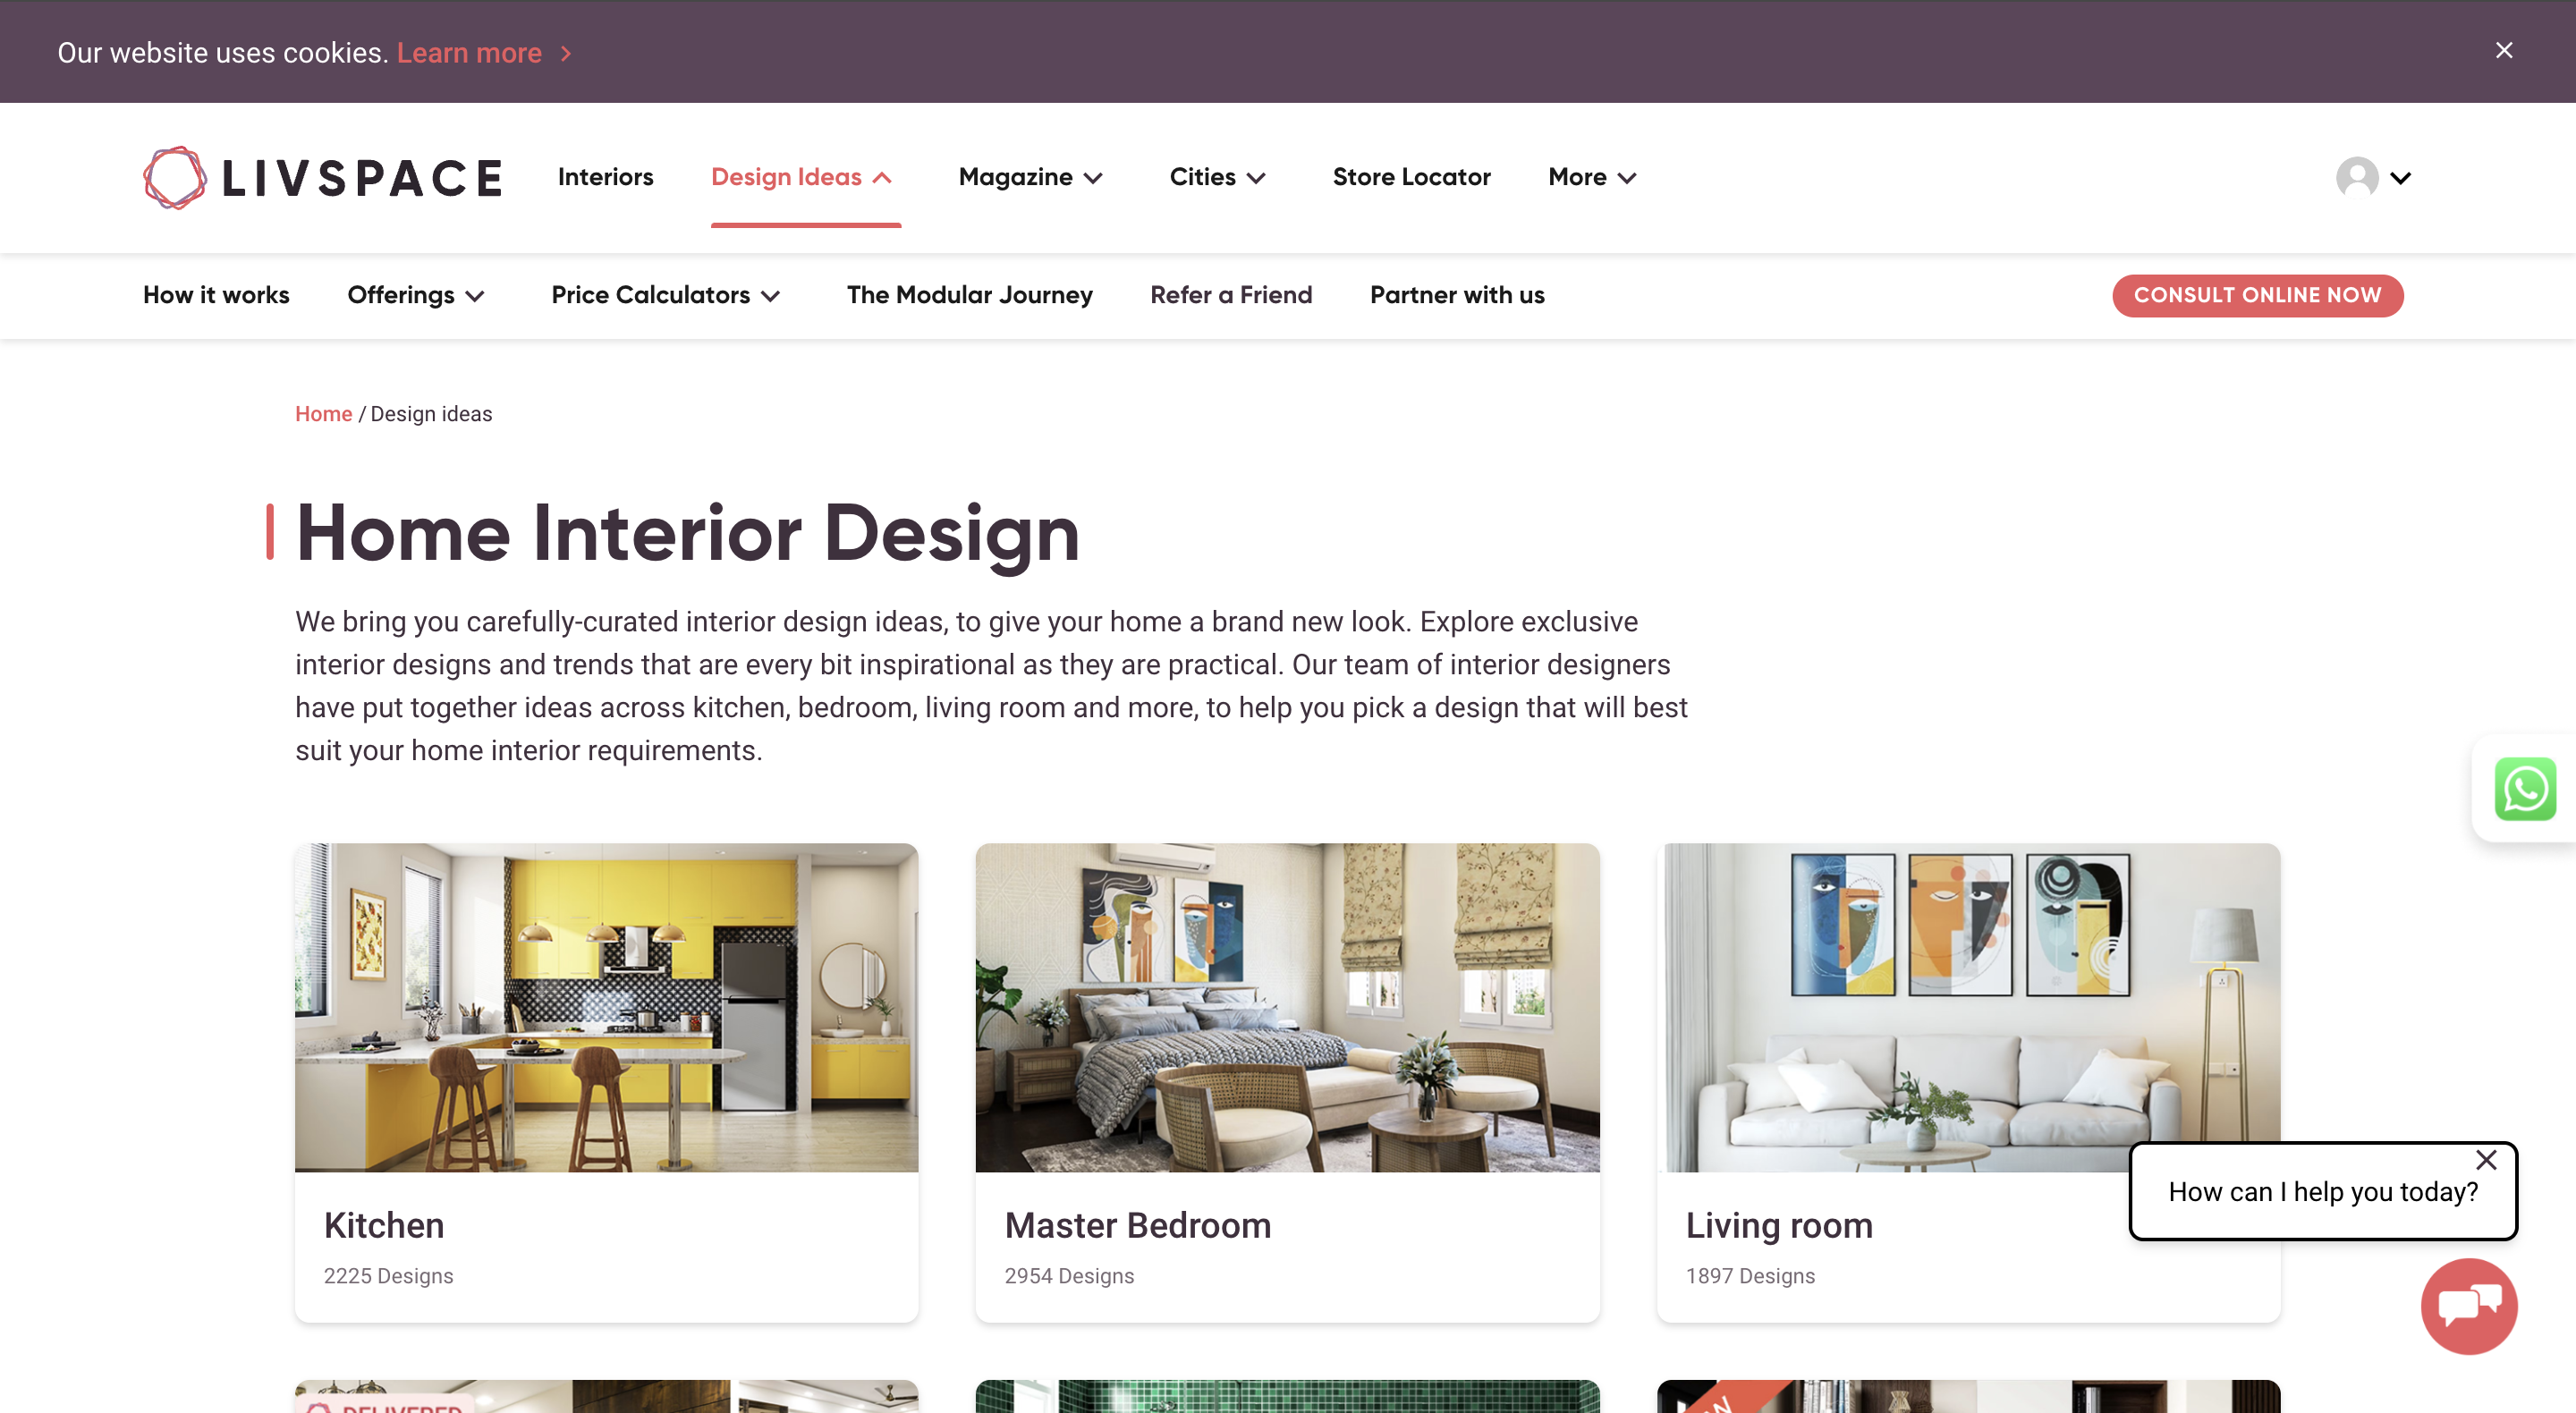 Our website uses cookies. Learn more
LIVSPACE
Interiors
Design Ideas
Magazine
Cities
Store Locator
More
How it works
Offerings
Price Calculators
The Modular Journey
Refer a Friend
Partner with us
CONSULT ONLINE NOW
Home / Design ideas
Home Interior Design
We bring you carefully-curated interior design ideas, to give your home a brand new look. Explore exclusive
interior designs and trends that are every bit inspirational as they are practical. Our team of interior designers
have put together ideas across kitchen, bedroom, living room and more, to help you pick a design that will best
suit your home interior requirements.
Kitchen
2225 Designs
Master Bedroom
2954 Designs
Living room
1897 Designs
How can I help you today?
DELIVERED